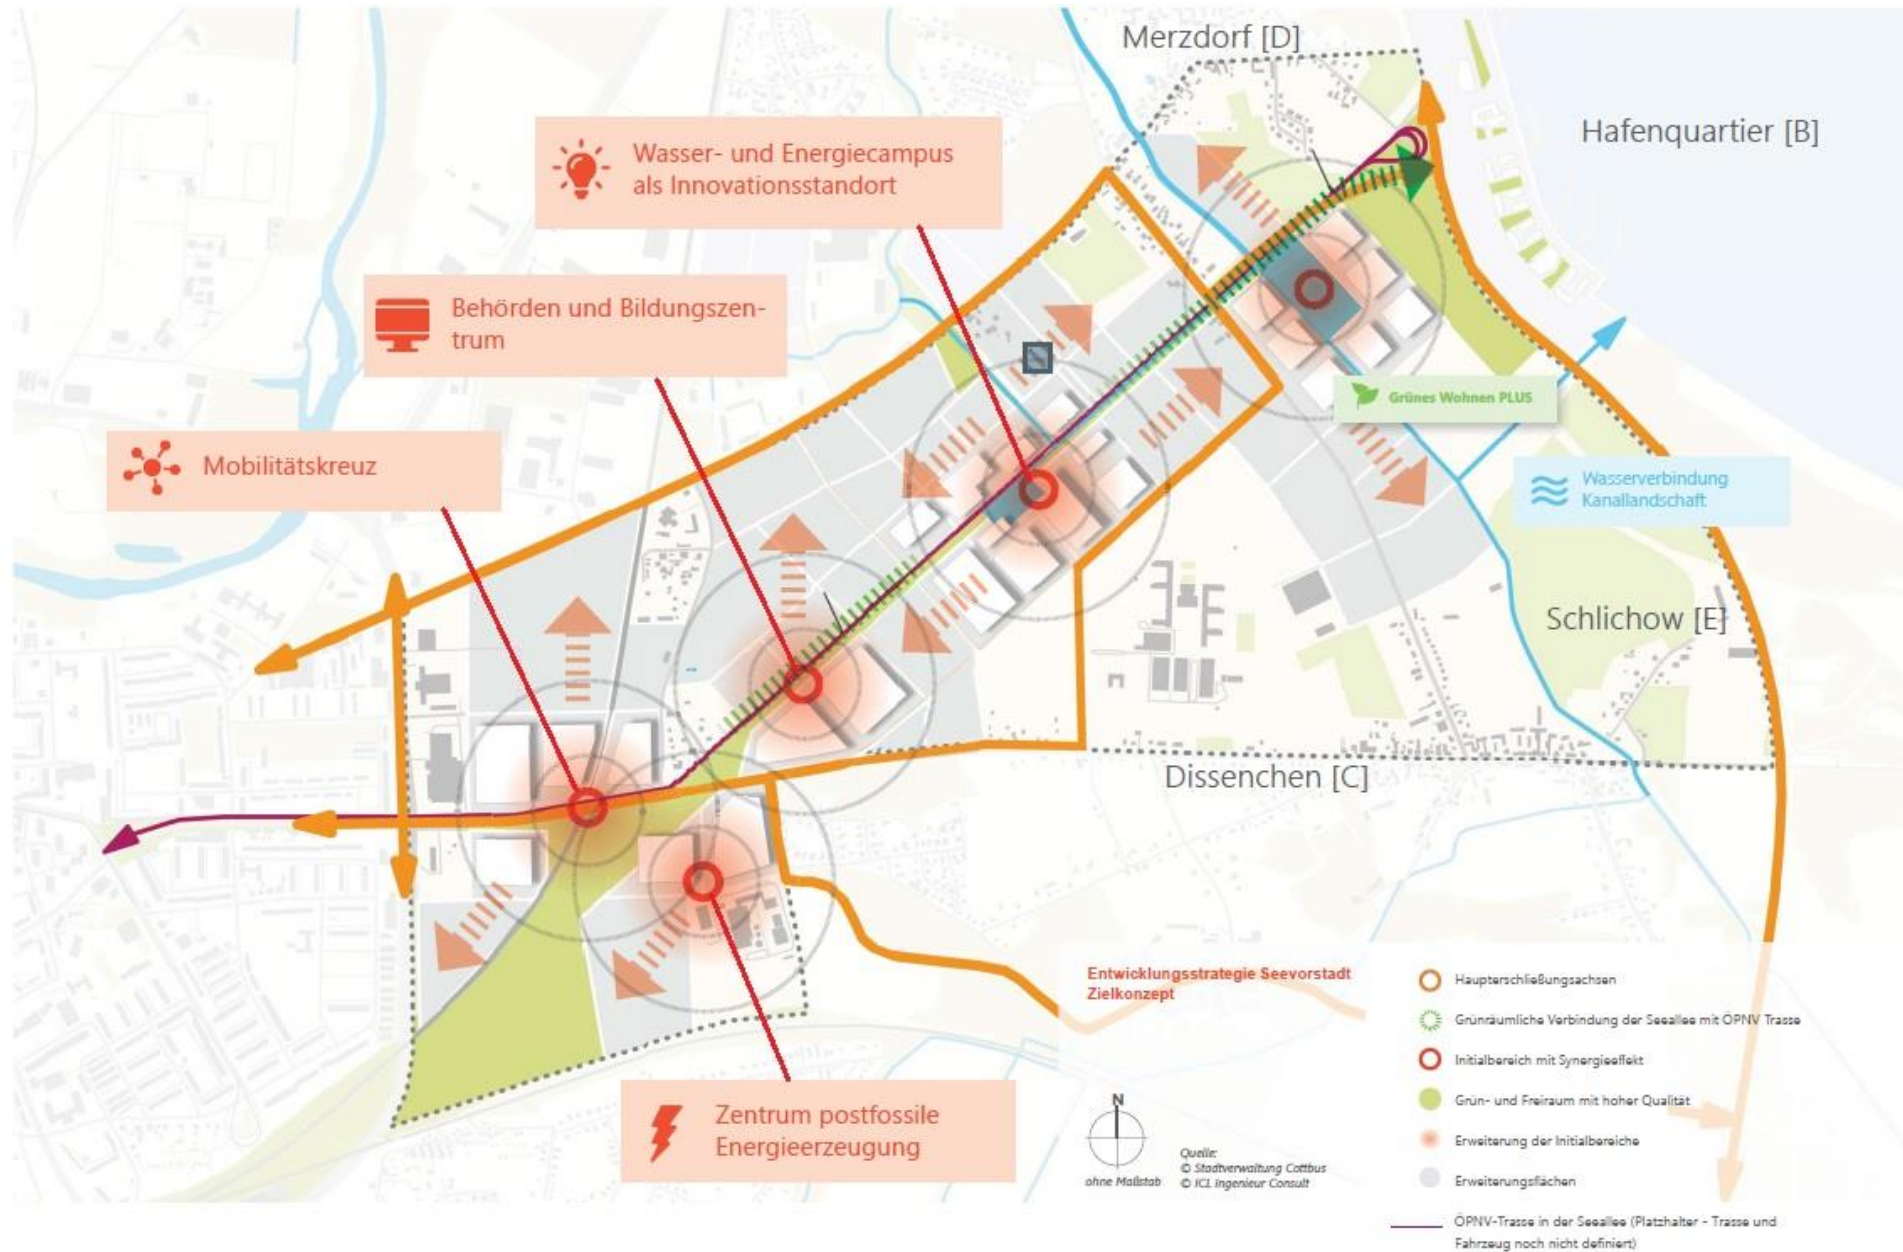 Merzdorf [D]
Hafenquartier [B]
Wasser- und Energiecampus
als Innovationsstandort
Behörden und Bildungszen-
trum
Grünes Wohnen PLUS
Mobilitätskreuz
Wasserverbindung
Kanallandschaft
Schlichow [E]
Dissenchen [C]
Zentrum postfossile
Energieerzeugung
Entwicklungsstrategie Seevorstadt
Zielkonzept
N
ohne Maßstab
Quelle:
© Stadtverwaltung Cottbus
© ICL Ingenieur Consult
Haupterschließungsachsen
Grünräumliche Verbindung der Seeallee mit ÖPNV Trasse
Initialbereich mit Synergieeffekt
Grün- und Freiraum mit hoher Qualität
Erweiterung der Initialbereiche
Erweiterungsflächen
ÖPNV-Trasse in der Seeallee (Platzhalter - Trasse und
Fahrzeug noch nicht definiert)